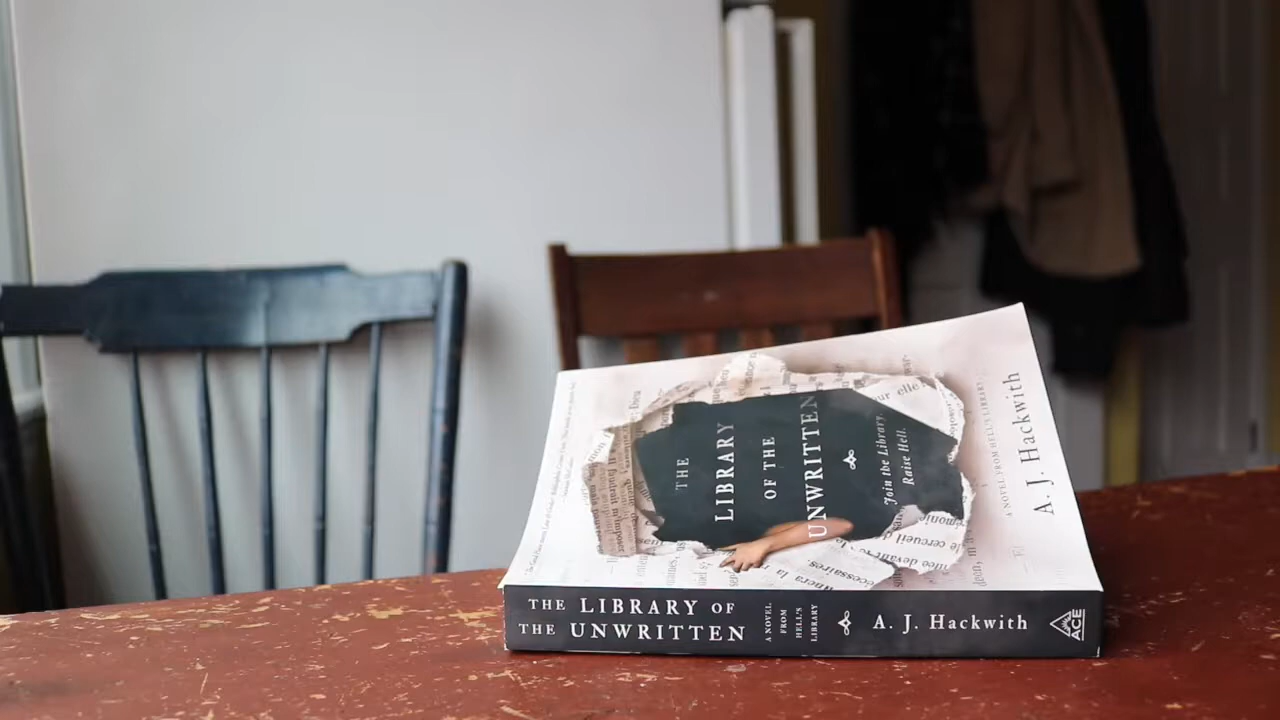 THE
LIBRARY
OF THE
UNWRITTEN
Join the Library.
Raise Hell.
A NOVEL FROM HELL'S LIBRARY
A. J. Hackwith
THE LIBRARY OF
THE UNWRITTEN
A NOVEL
FROM
HELL'S
LIBRARY
A. J. Hackwith
ACE